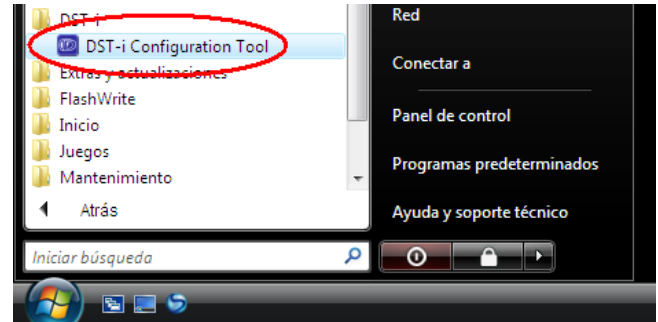 DST-i
DST-i Configuration Tool
Extras y actualizaciones
FlashWrite
Inicio
Juegos
Mantenimiento
Atrás
Iniciar búsqueda
Red
Conectar a
Panel de control
Programas predeterminados
Ayuda y soporte técnico